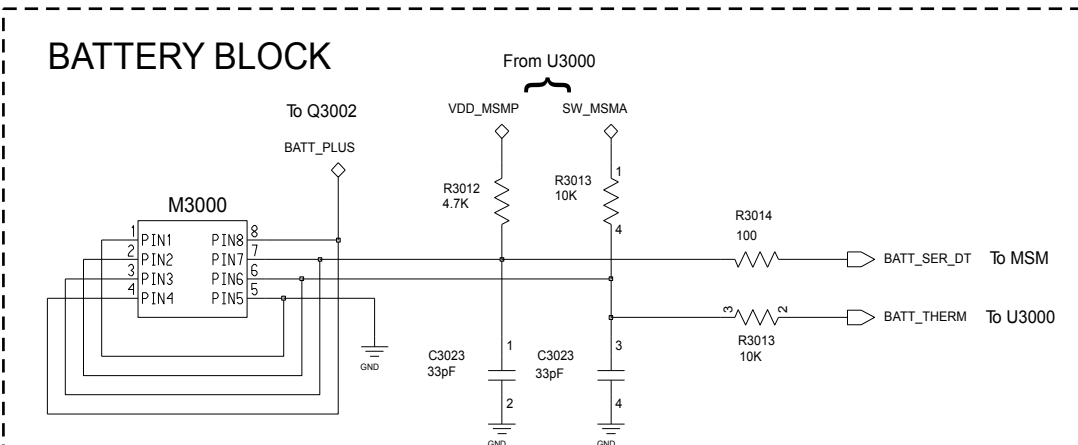 BATTERY BLOCK
From U3000
To Q3002
VDD_MSMP
SW_MSMA
BATT_PLUS
R3012
4.7K
R3013
10K
1
4
M3000
1 PIN1 PIN8 8
2 PIN2 PIN7 7
3 PIN3 PIN6 6
4 PIN4 PIN5 5
R3014
100
BATT_SER_DT To MSM
3 2
BATT_THERM To U3000
R3013
10K
GND
C3023
33pF
1
2
GND
C3023
33pF
3
4
GND